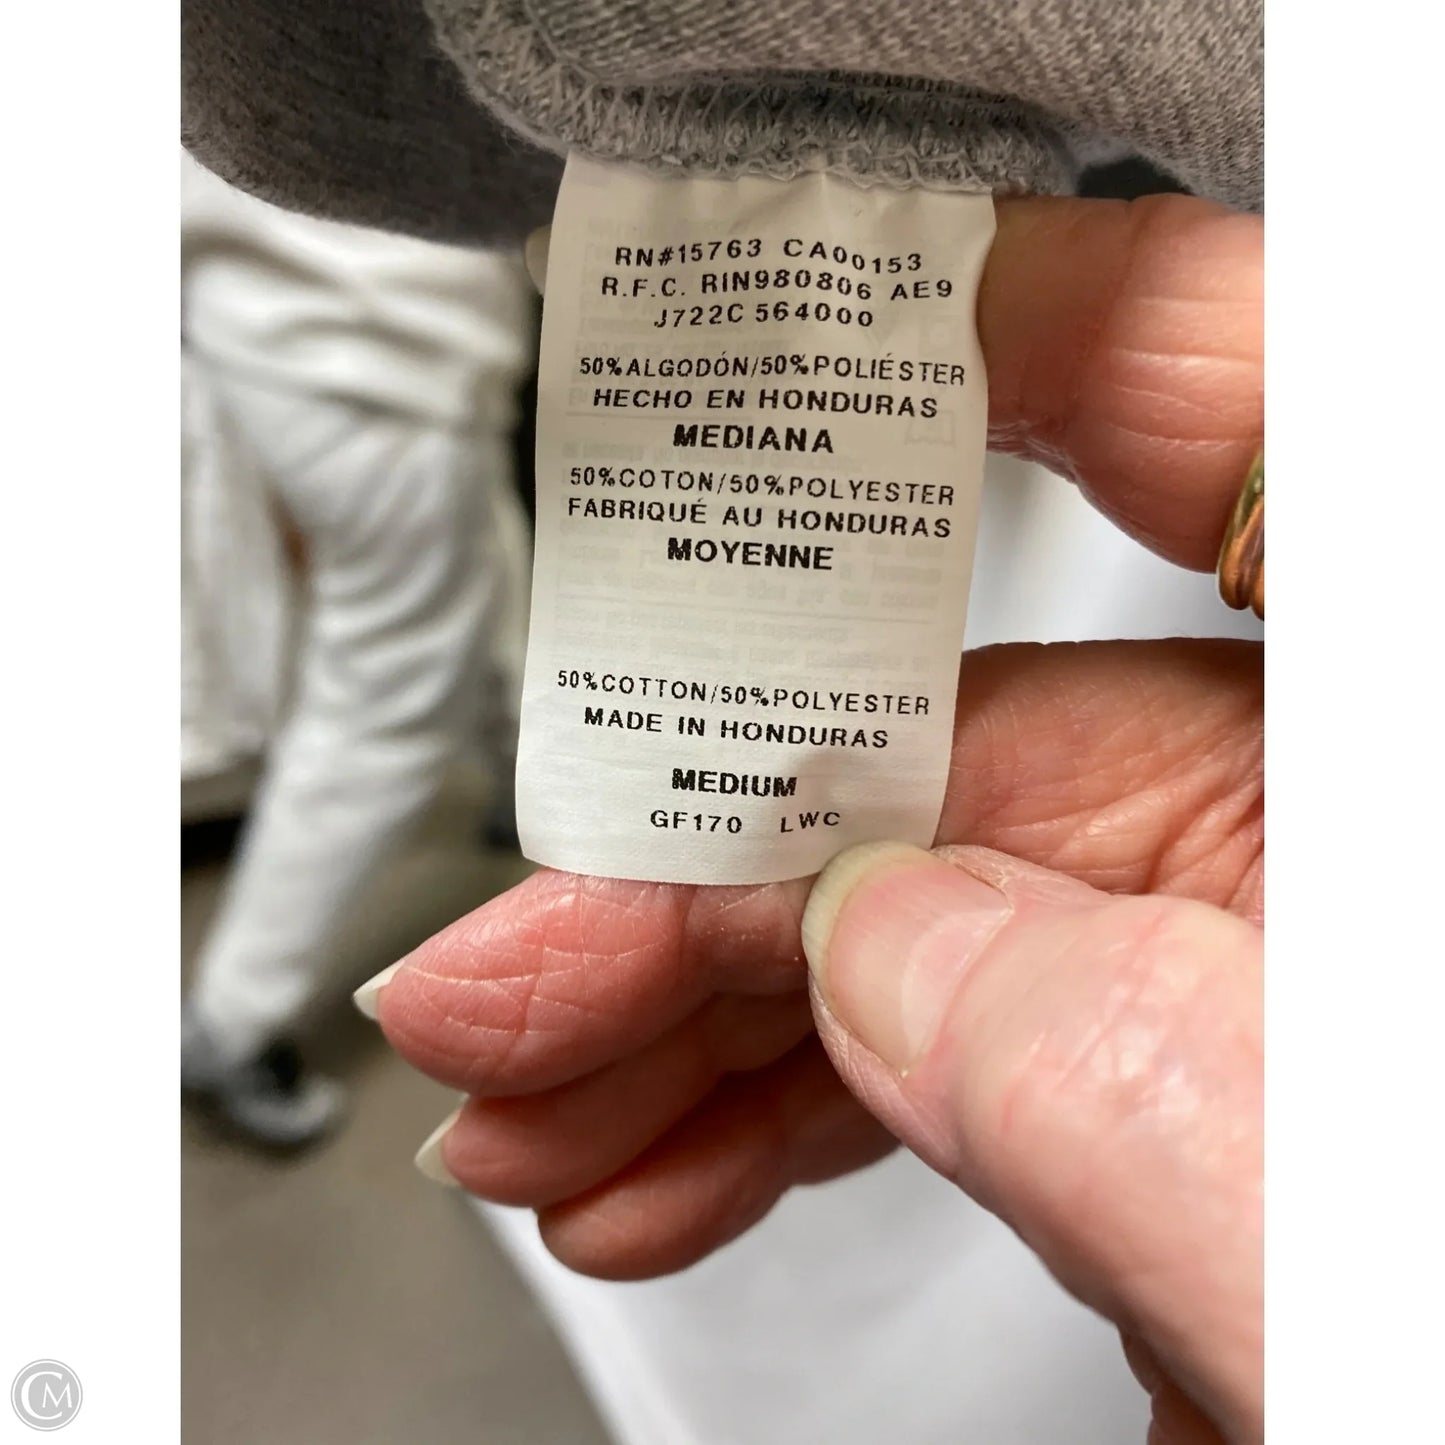 RN#15763 CA00153
R.F.C. RIN980806 AE9
J722C 564000
50%ALGODÓN/50%POLIÉSTER
HECHO EN HONDURAS
MEDIANA
50%COTON/50%POLYESTER
FABRIQUÉ AU HONDURAS
MOYENNE
50%COTTON/50%POLYESTER
MADE IN HONDURAS
MEDIUM
GF170 LWC
CM